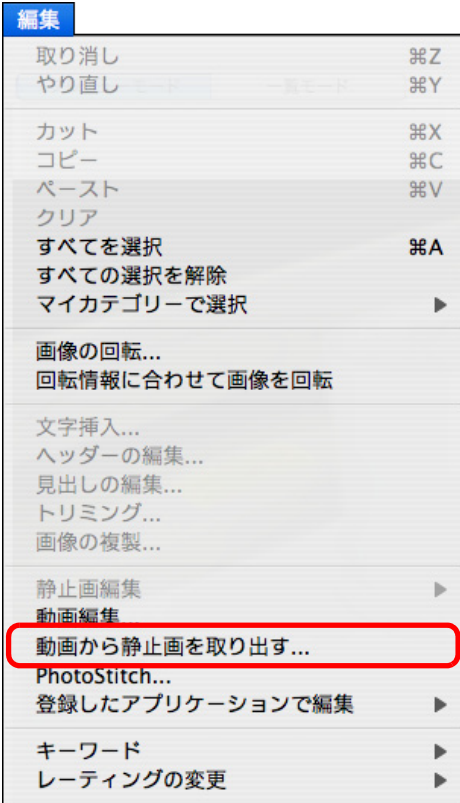 編集
取り消し ⌘Z
やり直し ⌘Y
カット ⌘X
コピー ⌘C
ペースト ⌘V
クリア
すべてを選択 ⌘A
すべての選択を解除
マイカテゴリーで選択
画像の回転...
回転情報に合わせて画像を回転
文字挿入...
ヘッダーの編集...
見出しの編集...
トリミング...
画像の複製...
静止画編集
動画編集...
動画から静止画を取り出す...
PhotoStitch...
登録したアプリケーションで編集
キーワード
レーティングの変更